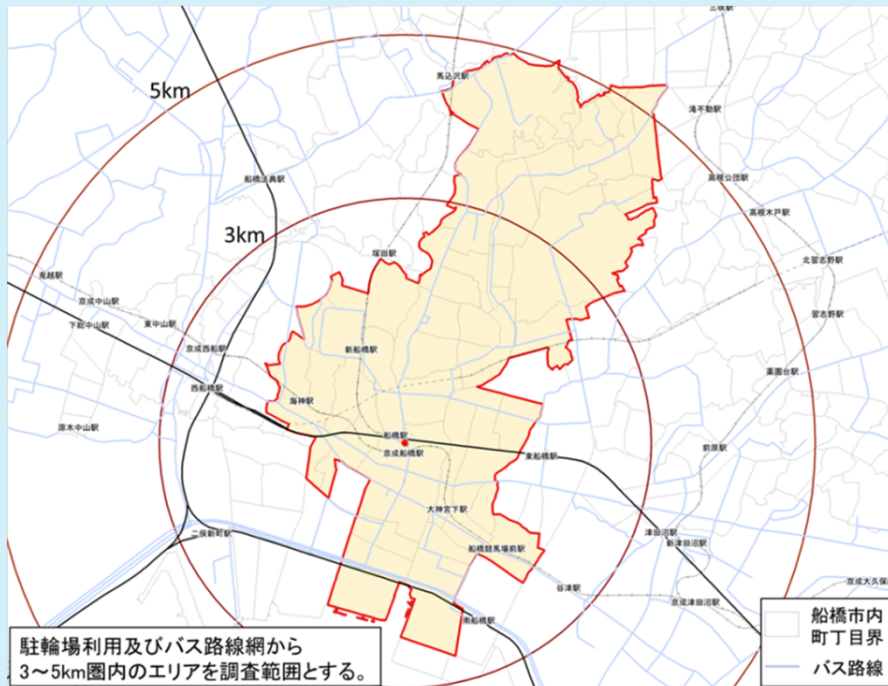 三咲駅
5km
馬込沢駅
滝不動駅
船橋法典駅
高根公団駅
高根木戸駅
3km
塚田駅
鬼越駅
北習志野駅
京成中山駅
習志野駅
下総中山駅
東中山駅
京成西船駅
新船橋駅
薬園台駅
西船橋駅
海神駅
原木中山駅
船橋駅
京成船橋駅
東船橋駅
前原駅
大神宮下駅
二俣新町駅
船橋競馬場前駅
津田沼駅
新津田沼駅
谷津駅
京成大久保
京成津田沼駅
南船橋駅
駐輪場利用及びバス路線網から
3～5km圏内のエリアを調査範囲とする。
船橋市内
町丁目界
バス路線